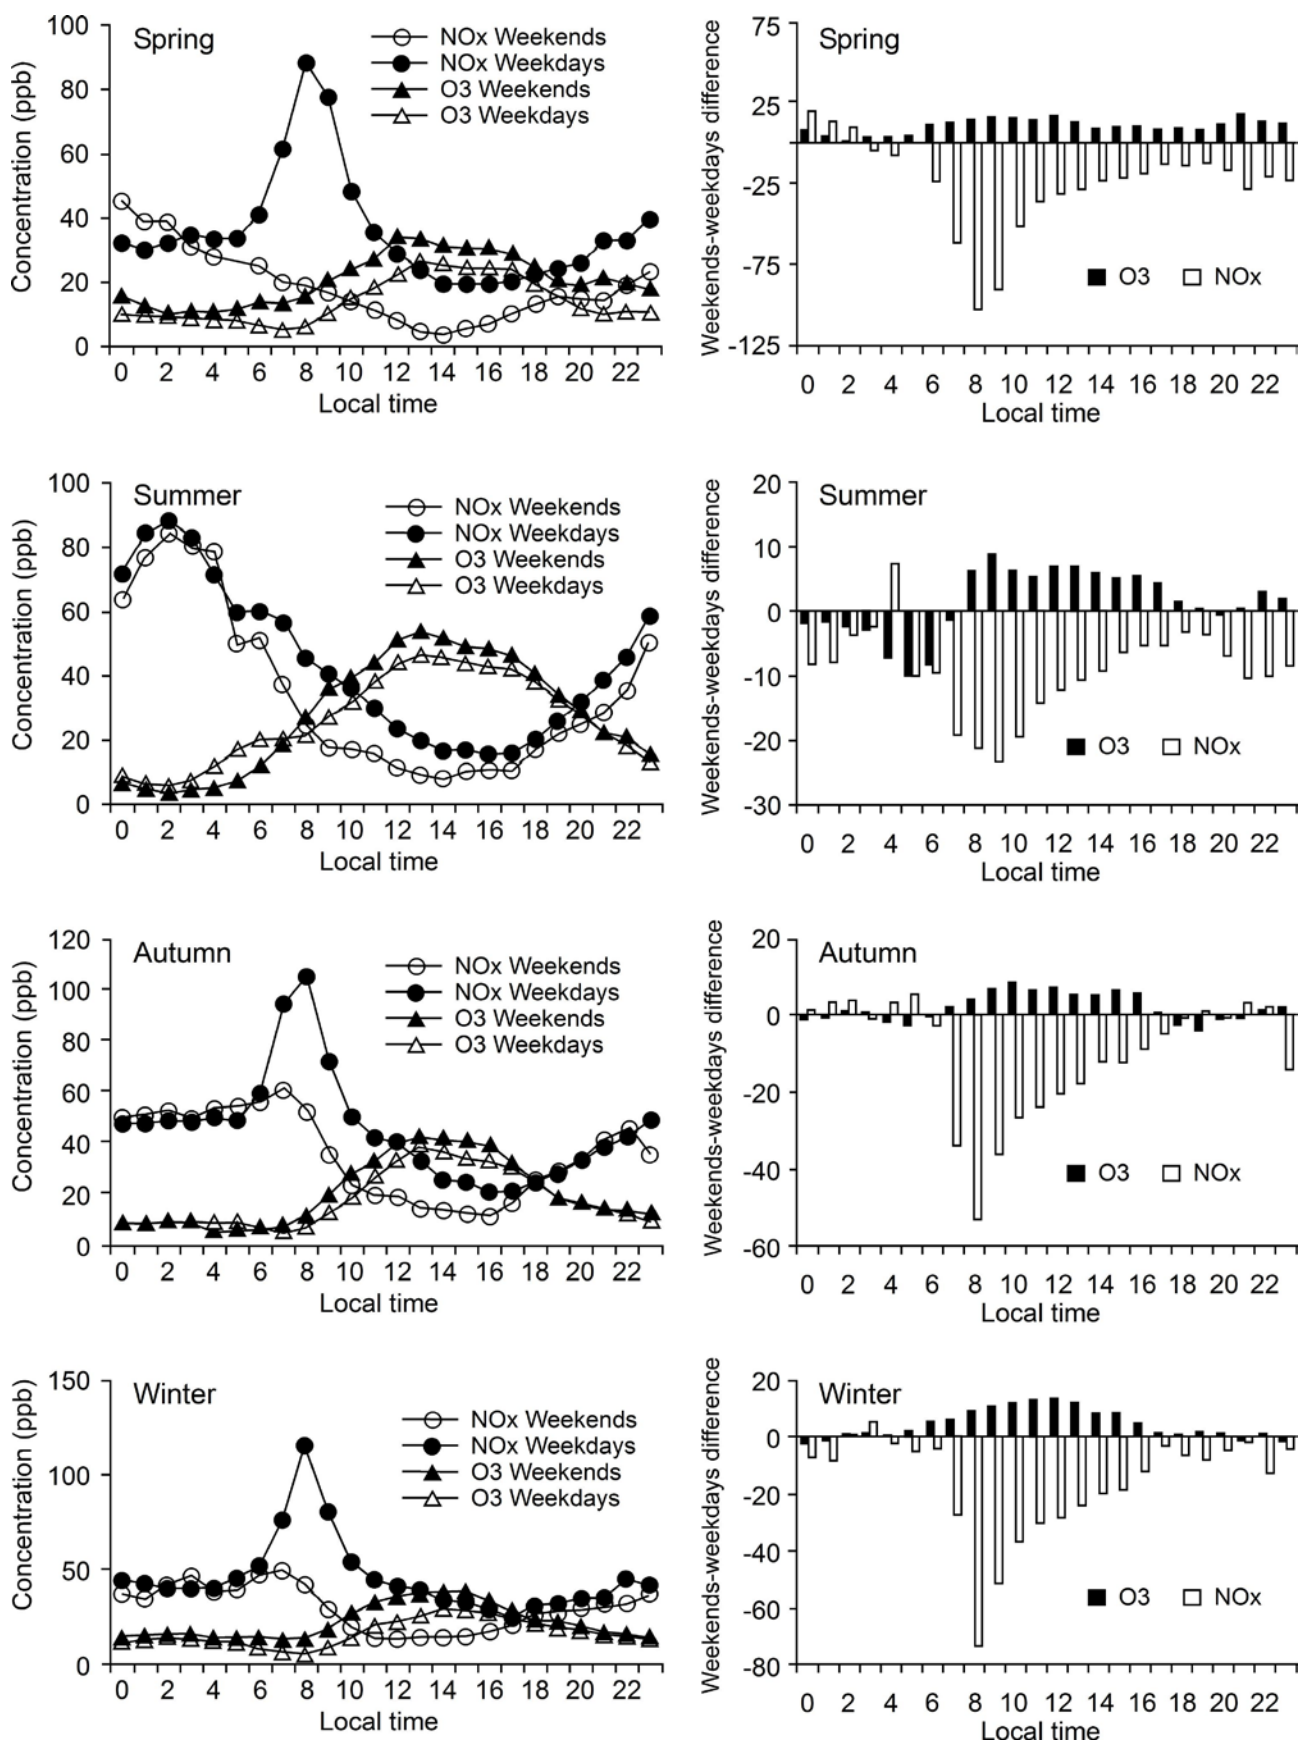 Spring
NOx Weekends
NOx Weekdays
O3 Weekends
O3 Weekdays
Concentration (ppb)
100
80
60
40
20
0
0 2 4 6 8 10 12 14 16 18 20 22
Local time
Spring
Weekends-weekdays difference
75
25
-25
-75
-125
O3 NOx
0 2 4 6 8 10 12 14 16 18 20 22
Local time
Summer
NOx Weekends
NOx Weekdays
O3 Weekends
O3 Weekdays
Concentration (ppb)
100
80
60
40
20
0
0 2 4 6 8 10 12 14 16 18 20 22
Local time
Summer
Weekends-weekdays difference
20
10
0
-10
-20
-30
O3 NOx
0 2 4 6 8 10 12 14 16 18 20 22
Local time
Autumn
NOx Weekends
NOx Weekdays
O3 Weekends
O3 Weekdays
Concentration (ppb)
120
100
80
60
40
20
0
0 2 4 6 8 10 12 14 16 18 20 22
Local time
Autumn
Weekends-weekdays difference
20
0
-20
-40
-60
O3 NOx
0 2 4 6 8 10 12 14 16 18 20 22
Local time
Winter
NOx Weekends
NOx Weekdays
O3 Weekends
O3 Weekdays
Concentration (ppb)
150
100
50
0
0 2 4 6 8 10 12 14 16 18 20 22
Local time
Winter
Weekends-weekdays difference
20
0
-20
-40
-60
-80
O3 NOx
0 2 4 6 8 10 12 14 16 18 20 22
Local time